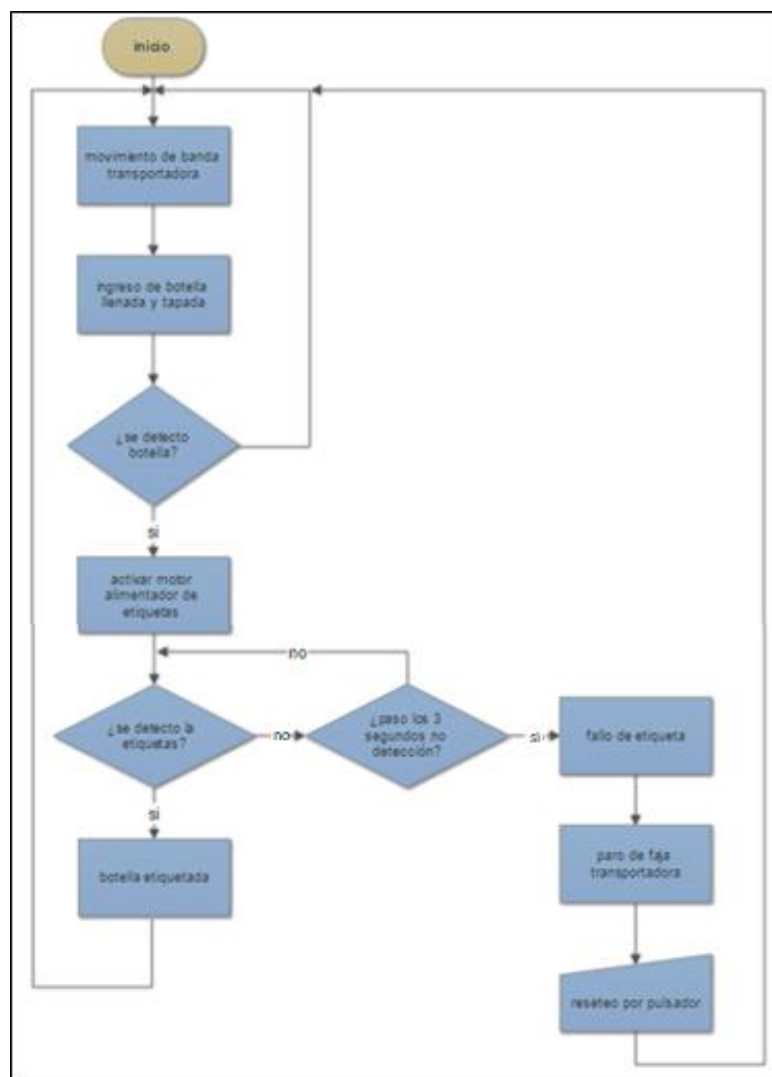 inicio
movimiento de banda
transportadora
ingreso de botella
llenada y tapada
¿se detecto
botella?
si
activar motor
alimentador de
etiquetas
no
¿se detecto la
etiquetas?
no
¿paso los 3
segundos no
detección?
si
fallo de etiqueta
si
botella etiquetada
paro de faja
transportadora
reseteo por pulsador